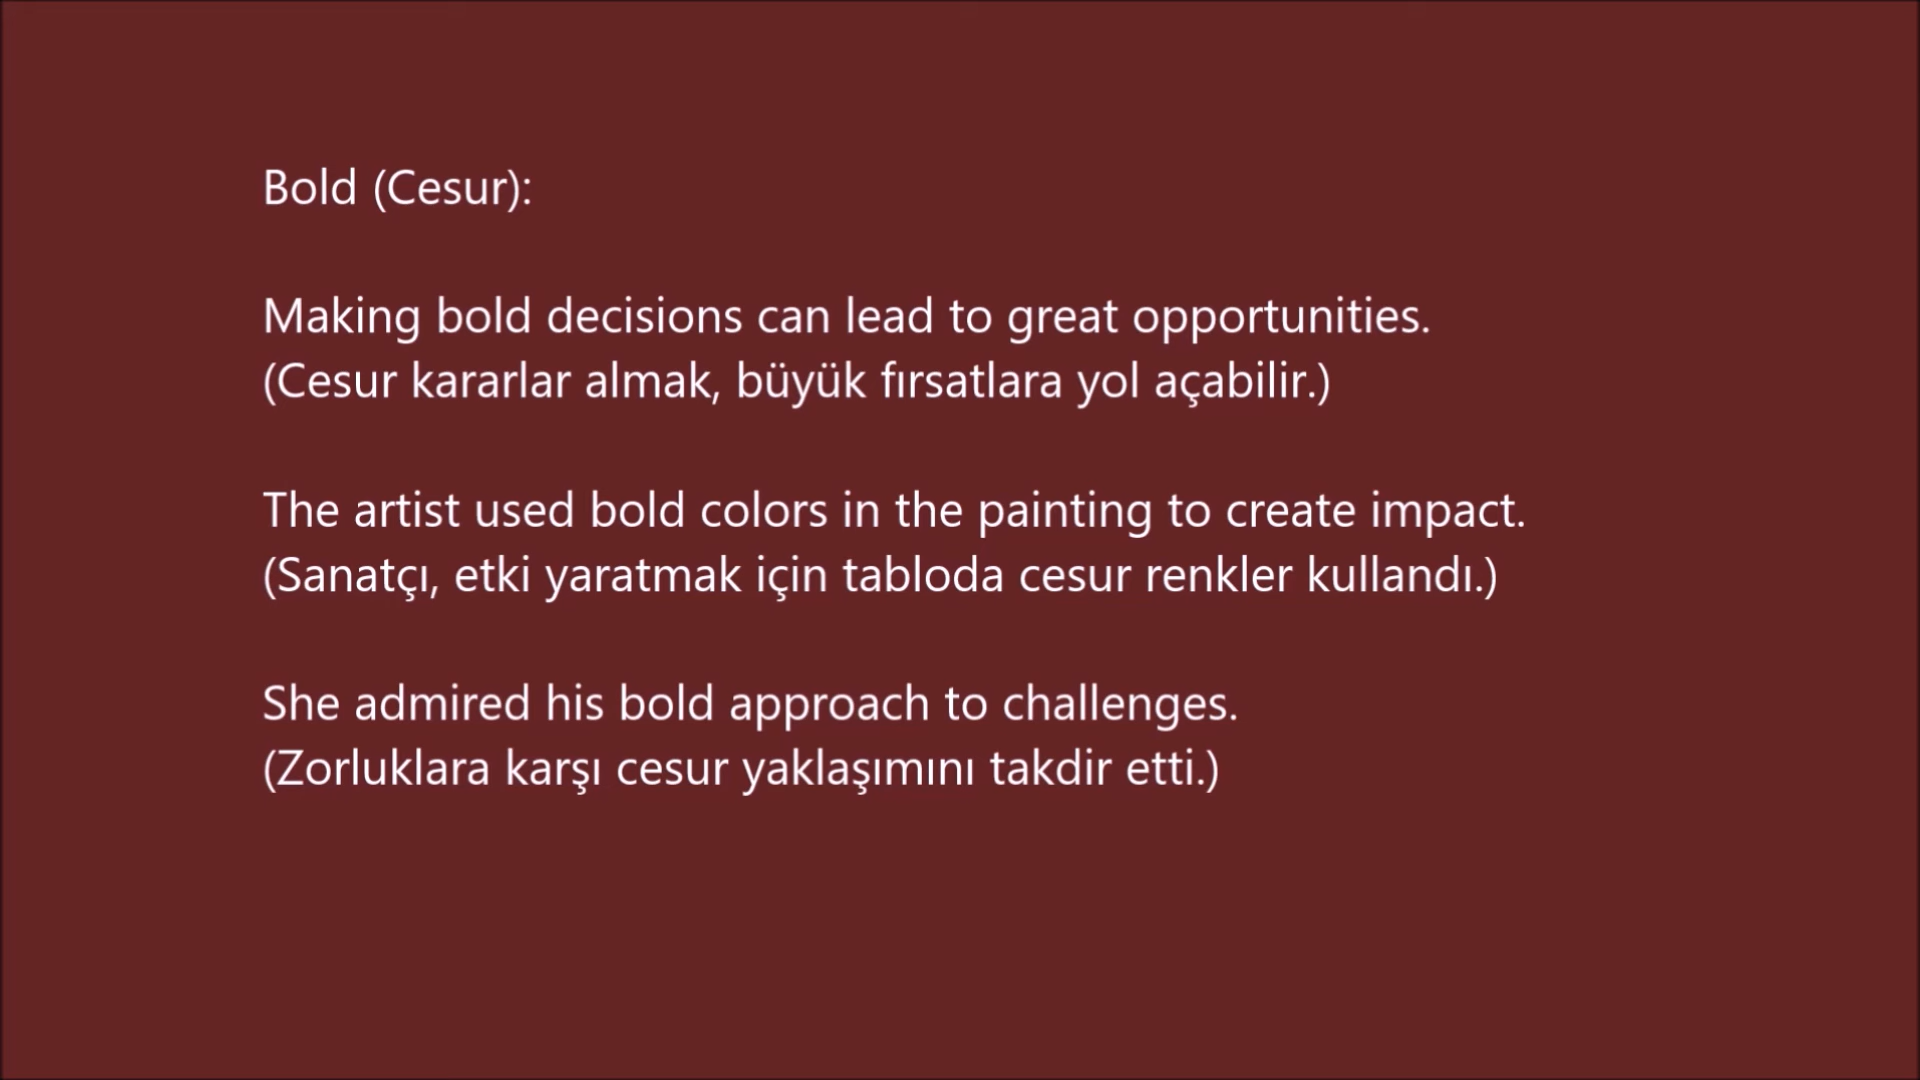 Bold (Cesur):
Making bold decisions can lead to great opportunities.
(Cesur kararlar almak, büyük fırsatlara yol açabilir.)
The artist used bold colors in the painting to create impact.
(Sanatçı, etki yaratmak için tabloda cesur renkler kullandı.)
She admired his bold approach to challenges.
(Zorluklara karşı cesur yaklaşımını takdir etti.)